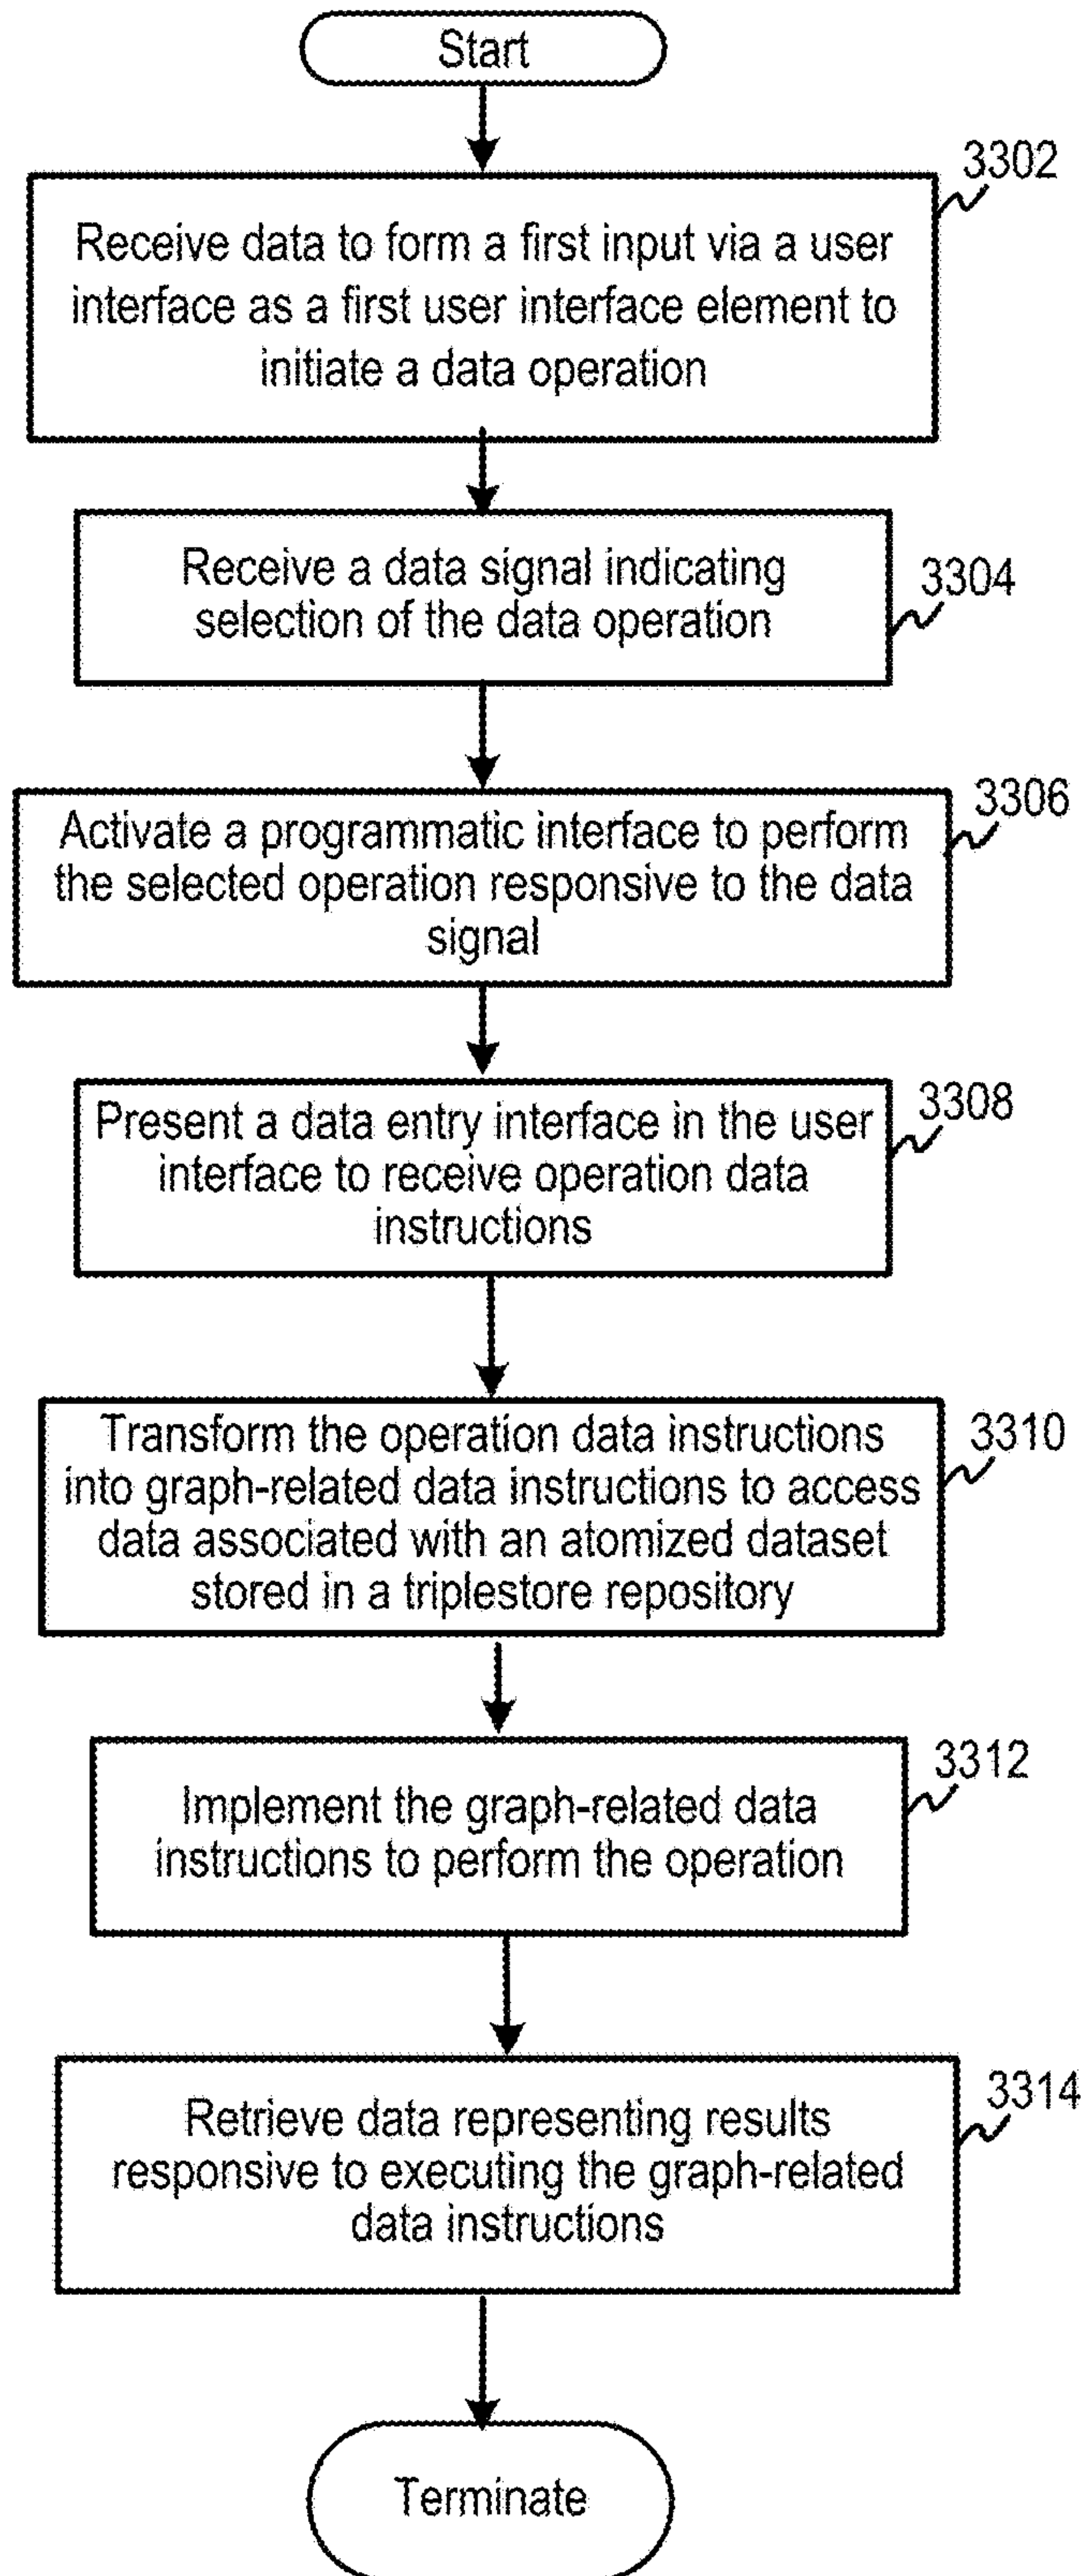 Start
3302
Receive data to form a first input via a user
interface as a first user interface element to
initiate a data operation
Receive a data signal indicating
selection of the data operation
3304
3306
Activate a programmatic interface to perform
the selected operation responsive to the data
signal
3308
Present a data entry interface in the user
interface to receive operation data
instructions
Transform the operation data instructions
into graph-related data instructions to access
data associated with an atomized dataset
stored in a triplestore repository
3310
3312
Implement the graph-related data
instructions to perform the operation
3314
Retrieve data representing results
responsive to executing the graph-related
data instructions
Terminate